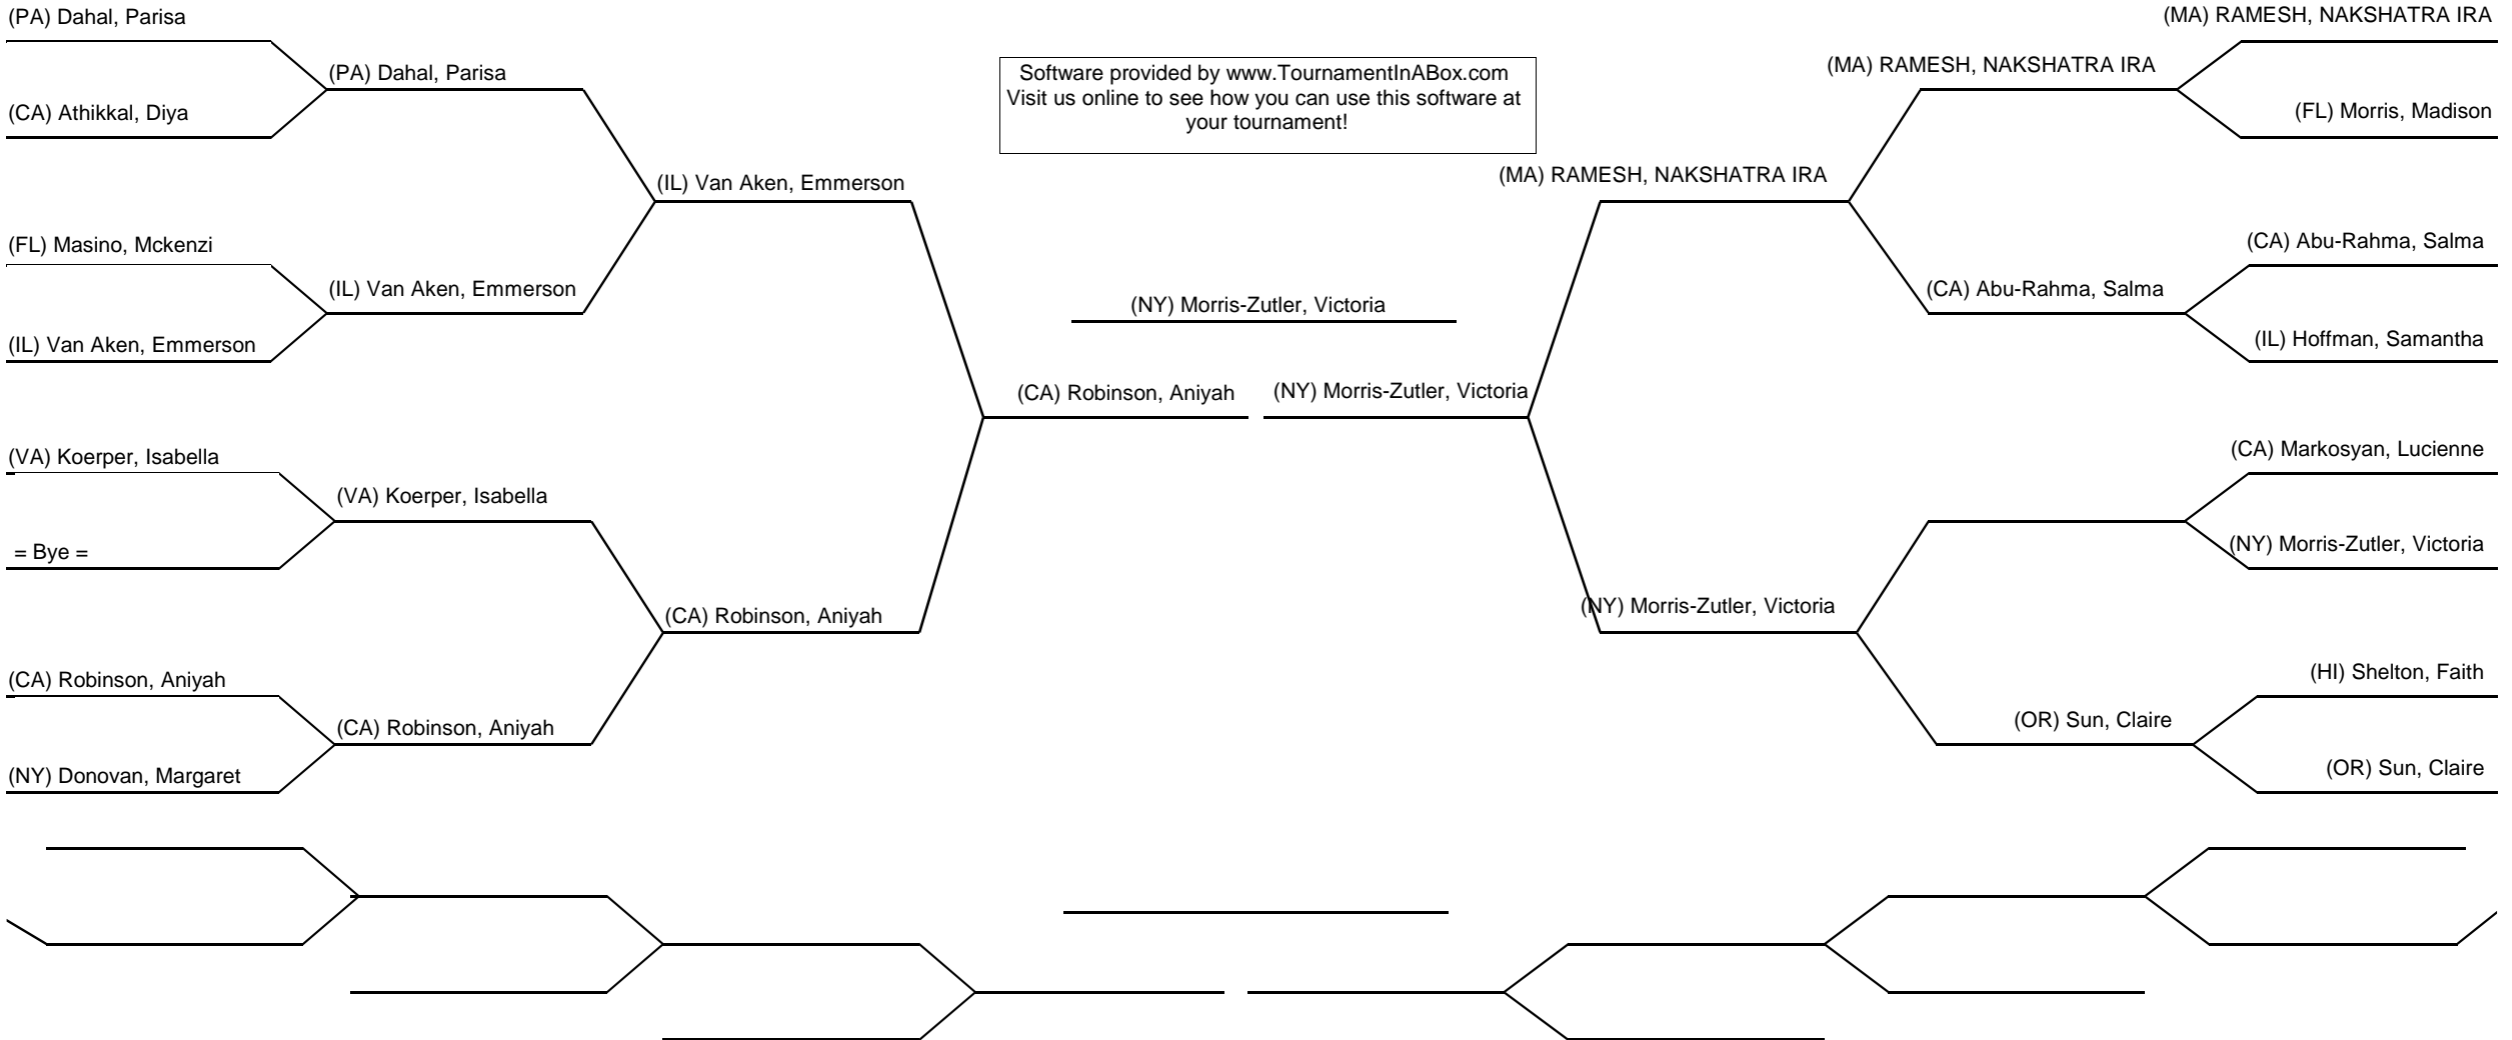 (PA) Dahal, Parisa
(MA) RAMESH, NAKSHATRA IRA
(PA) Dahal, Parisa
Software provided by www.TournamentInABox.com
Visit us online to see how you can use this software at
your tournament!
(MA) RAMESH, NAKSHATRA IRA
(CA) Athikkal, Diya
(FL) Morris, Madison
(IL) Van Aken, Emmerson
(MA) RAMESH, NAKSHATRA IRA
(FL) Masino, Mckenzi
(CA) Abu-Rahma, Salma
(IL) Van Aken, Emmerson
(NY) Morris-Zutler, Victoria
(CA) Abu-Rahma, Salma
(IL) Van Aken, Emmerson
(IL) Hoffman, Samantha
(CA) Robinson, Aniyah
(NY) Morris-Zutler, Victoria
(VA) Koerper, Isabella
(CA) Markosyan, Lucienne
(VA) Koerper, Isabella
= Bye =
(NY) Morris-Zutler, Victoria
(CA) Robinson, Aniyah
(NY) Morris-Zutler, Victoria
(CA) Robinson, Aniyah
(HI) Shelton, Faith
(CA) Robinson, Aniyah
(OR) Sun, Claire
(NY) Donovan, Margaret
(OR) Sun, Claire